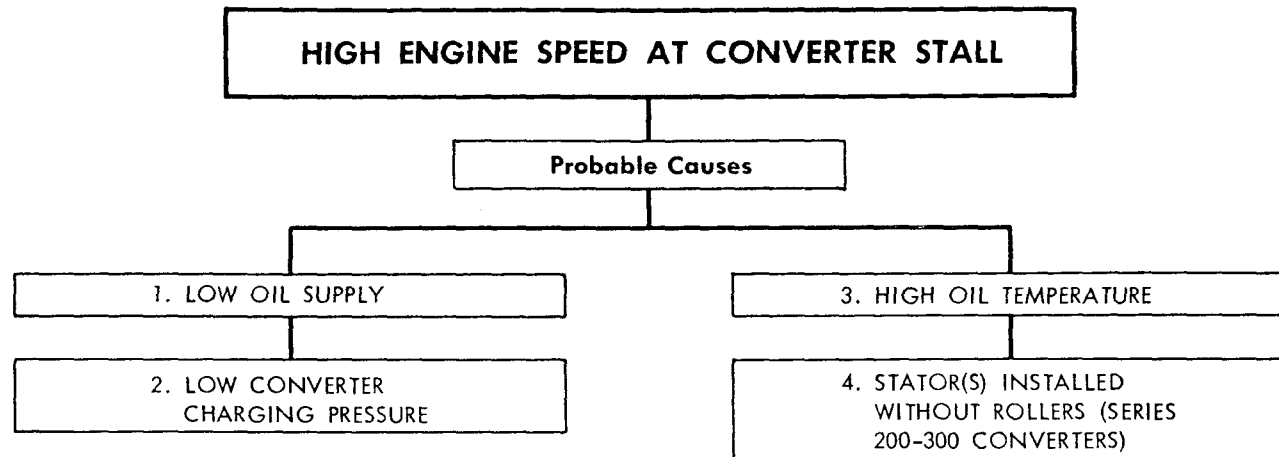 HIGH ENGINE SPEED AT CONVERTER STALL
Probable Causes
1. LOW OIL SUPPLY
2. LOW CONVERTER
CHARGING PRESSURE
3. HIGH OIL TEMPERATURE
4. STATOR(S) INSTALLED
WITHOUT ROLLERS (SERIES
200-300 CONVERTERS)